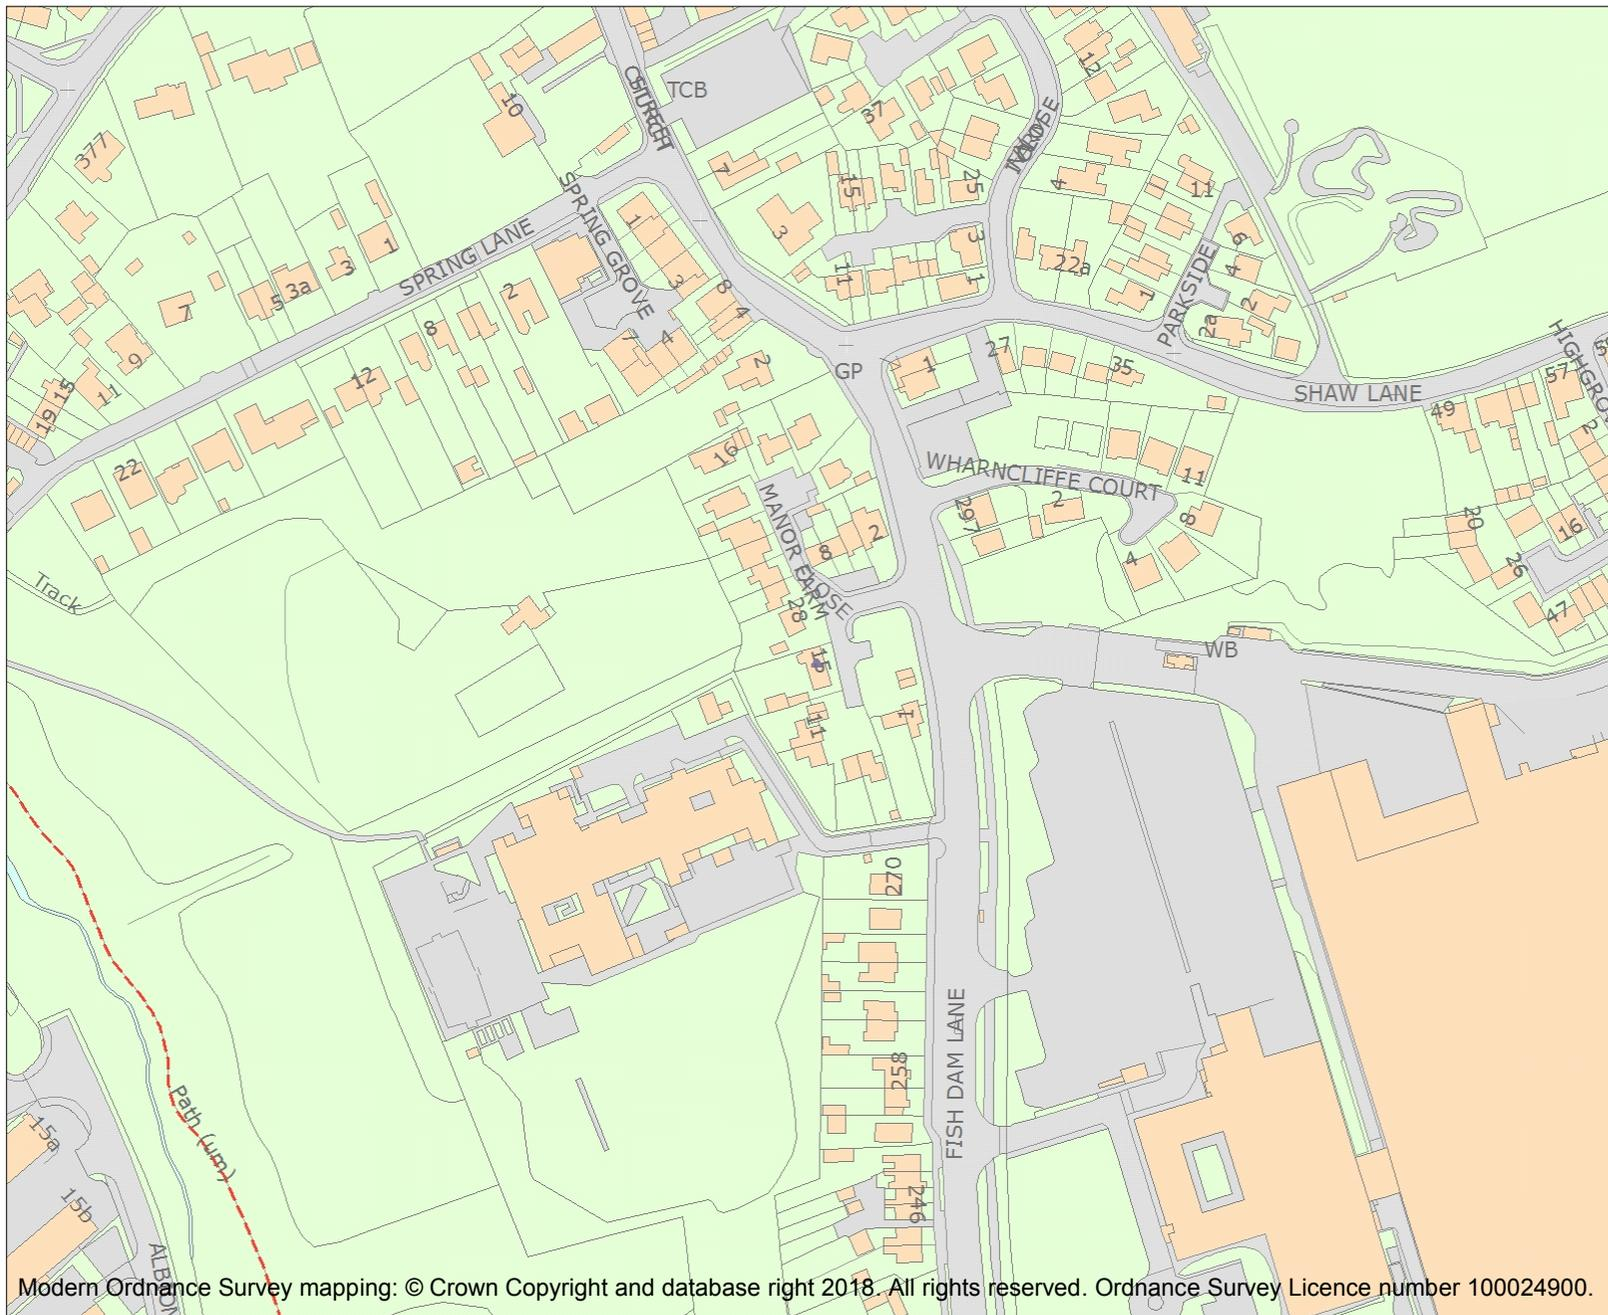 TCB
CHURCH
STREET
10
377
7
37
12
IVY
CLOSE
4
11
15
25
3
SPRING GROVE
1
SPRING LANE
1
3
3a
5
7
9
11
15
19
2
8
12
22
3
8
4
7
4
2
3
11
3
1
22a
6
4
2
2a
1
PARKSIDE
GP
1
27
35
SHAW LANE
49
57
59
2
16
WHARNCLIFFE COURT
11
2
297
8
4
20
16
26
47
MANOR FARM
CLOSE
8
2
28
15
11
1
WB
Track
270
258
246
FISH DAM LANE
Path (um)
15a
15b
Modern Ordnance Survey mapping: © Crown Copyright and database right 2018. All rights reserved. Ordnance Survey Licence number 100024900.